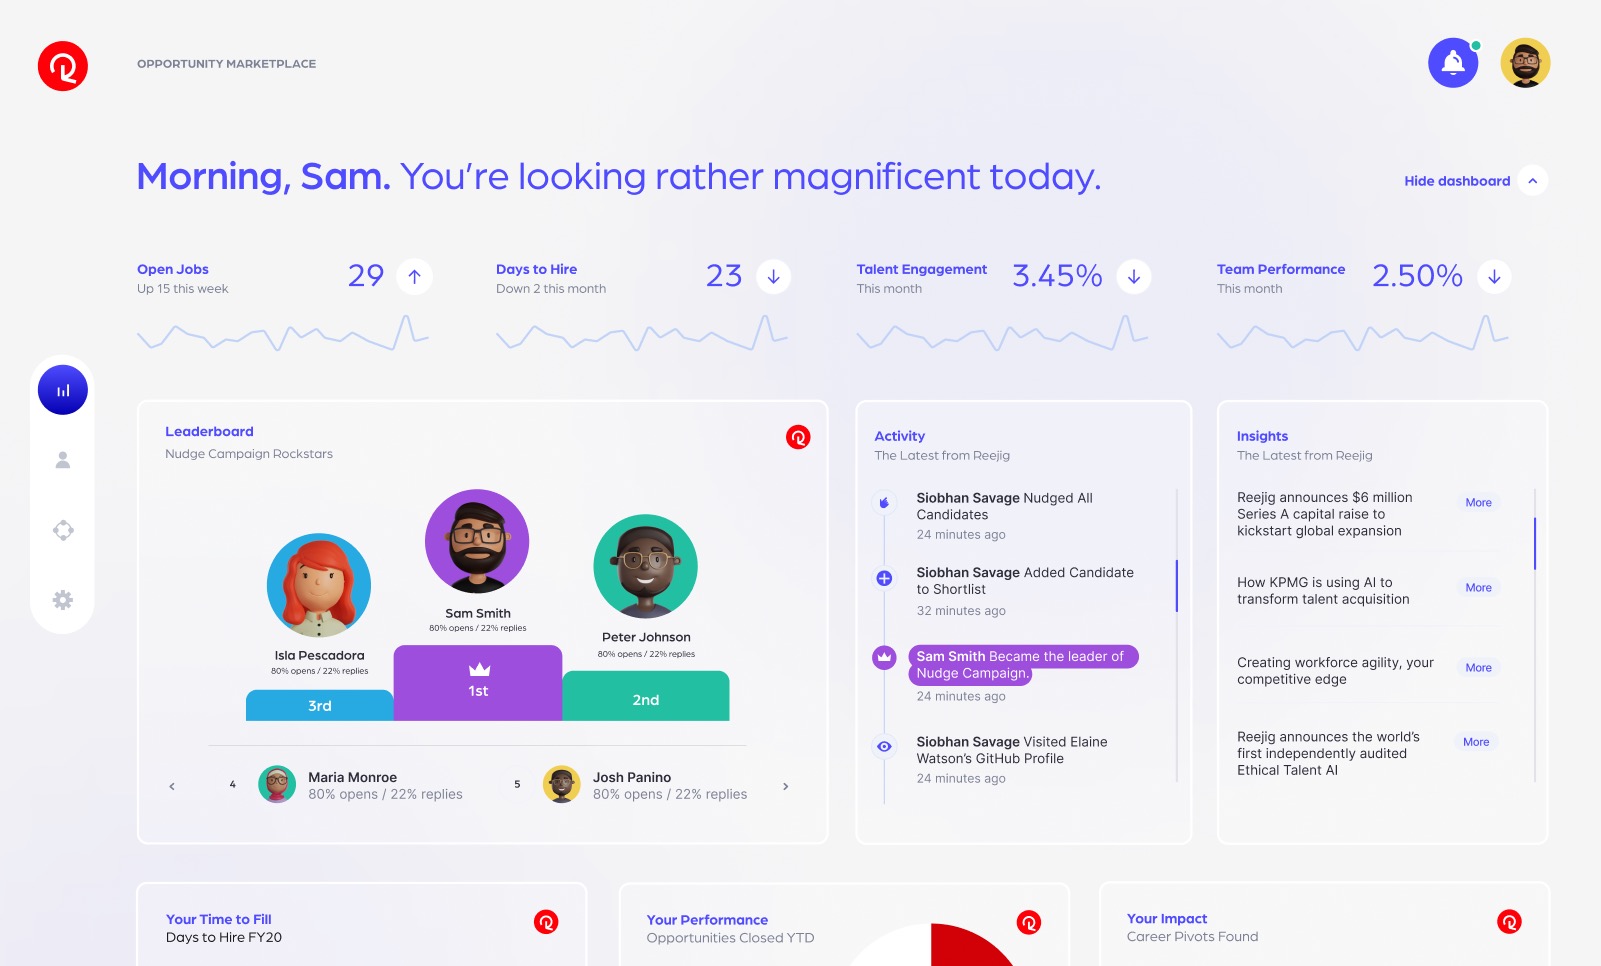 OPPORTUNITY MARKETPLACE
Morning, Sam. You’re looking rather magnificent today.
Hide dashboard
Open Jobs
Up 15 this week
29
Days to Hire
Down 2 this month
23
Talent Engagement
This month
3.45%
Team Performance
This month
2.50%
Leaderboard
Nudge Campaign Rockstars
Isla Pescadora
80% opens / 22% replies
3rd
Sam Smith
80% opens / 22% replies
1st
Peter Johnson
80% opens / 22% replies
2nd
4
Maria Monroe
80% opens / 22% replies
5
Josh Panino
80% opens / 22% replies
Activity
The Latest from Reejig
Siobhan Savage Nudged All
Candidates
24 minutes ago
Siobhan Savage Added Candidate
to Shortlist
32 minutes ago
Sam Smith Became the leader of
Nudge Campaign.
24 minutes ago
Siobhan Savage Visited Elaine
Watson’s GitHub Profile
24 minutes ago
Insights
The Latest from Reejig
Reejig announces $6 million
Series A capital raise to
kickstart global expansion
More
How KPMG is using AI to
transform talent acquisition
More
Creating workforce agility, your
competitive edge
More
Reejig announces the world’s
first independently audited
Ethical Talent AI
More
Your Time to Fill
Days to Hire FY20
Your Performance
Opportunities Closed YTD
Your Impact
Career Pivots Found